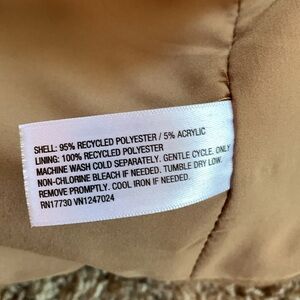 SHELL: 95% RECYCLED POLYESTER / 5% ACRYLIC
LINING: 100% RECYCLED POLYESTER
MACHINE WASH COLD SEPARATELY. GENTLE CYCLE. ONLY
NON-CHLORINE BLEACH IF NEEDED. TUMBLE DRY LOW.
REMOVE PROMPTLY. COOL IRON IF NEEDED.
RN17730 VN1247024